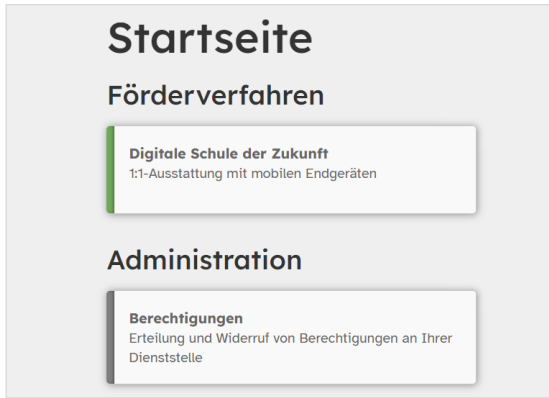 Startseite
Förderverfahren
Digitale Schule der Zukunft
1:1-Ausstattung mit mobilen Endgeräten
Administration
Berechtigungen
Erteilung und Widerruf von Berechtigungen an Ihrer
Dienststelle